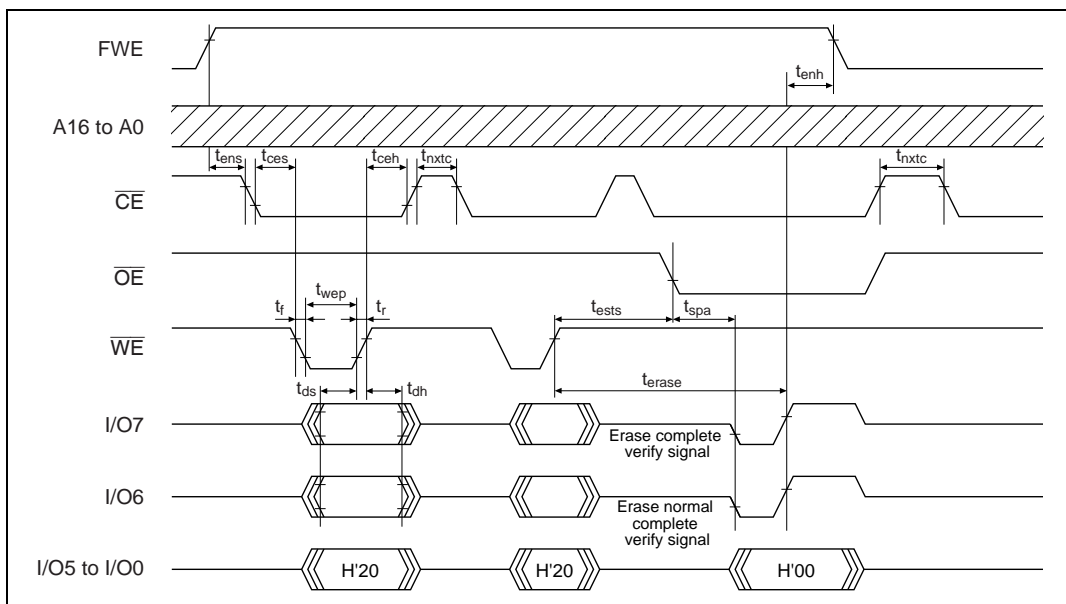 FWE
tenh
A16 to A0
tens tces tceh tnxtc tnxtc
CE
OE
tf twep tr tests tspa
WE
tds tdh terase
I/O7
Erase complete
verify signal
I/O6
Erase normal
complete
verify signal
I/O5 to I/O0 H'20 H'20 H'00